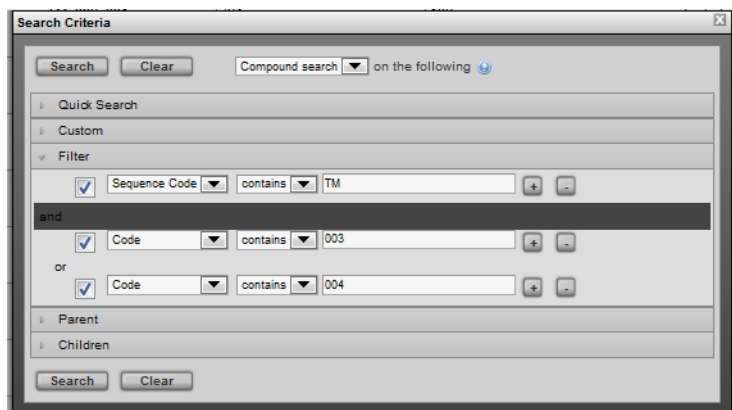 Search Criteria
Search Clear Compound search on the following
Quick Search
Custom
Filter
Sequence Code contains TM + -
and
Code contains 003 + -
or
Code contains 004 + -
Parent
Children
Search Clear